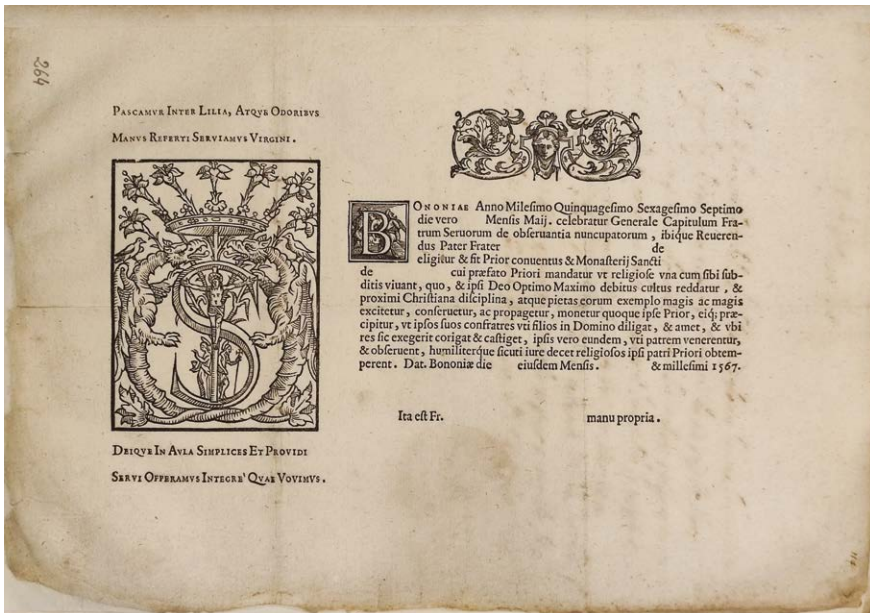 264
PASCAMVR INTER LILIA, ATQVE ODORIBVS
MANVS REFERTI SERVIAMVS VIRGINI.
S
DEIQVE IN AVLA SIMPLICES ET PROVIDI
SERVI OFFERAMVS INTEGRE' QVAE VOVIMVS.
BONONIAE Anno Milesimo Quinquagesimo Sexagesimo Septimo
die vero Mensis Maij. celebratur Generale Capitulum Fra-
trum Seruorum de obseruantia nuncupatorum, ibique Reueren-
dus Pater Frater de
eligitur & fit Prior conuentus & Monasterij Sancti
de cui præfato Priori mandatur vt religiose vna cum sibi sub-
ditis viuant, quo, & ipsi Deo Optimo Maximo debitus cultus reddatur, &
proximi Christiana disciplina, atque pietas eorum exemplo magis ac magis
excitetur, conseruetur, ac propagetur, monetur quoque ipse Prior, eiq; præ-
cipitur, vt ipsos suos confratres vti filios in Domino diligat, & amet, & vbi
res sic exegerit corigat & castiget, ipsis vero eundem, vti patrem venerentur,
& obseruent, humiliterque sicuti iure decet religiosos ipsi patri Priori obtem-
perent. Dat. Bononiæ die eiusdem Mensis. & millesimi 1567.
Ita est Fr. manu propria.